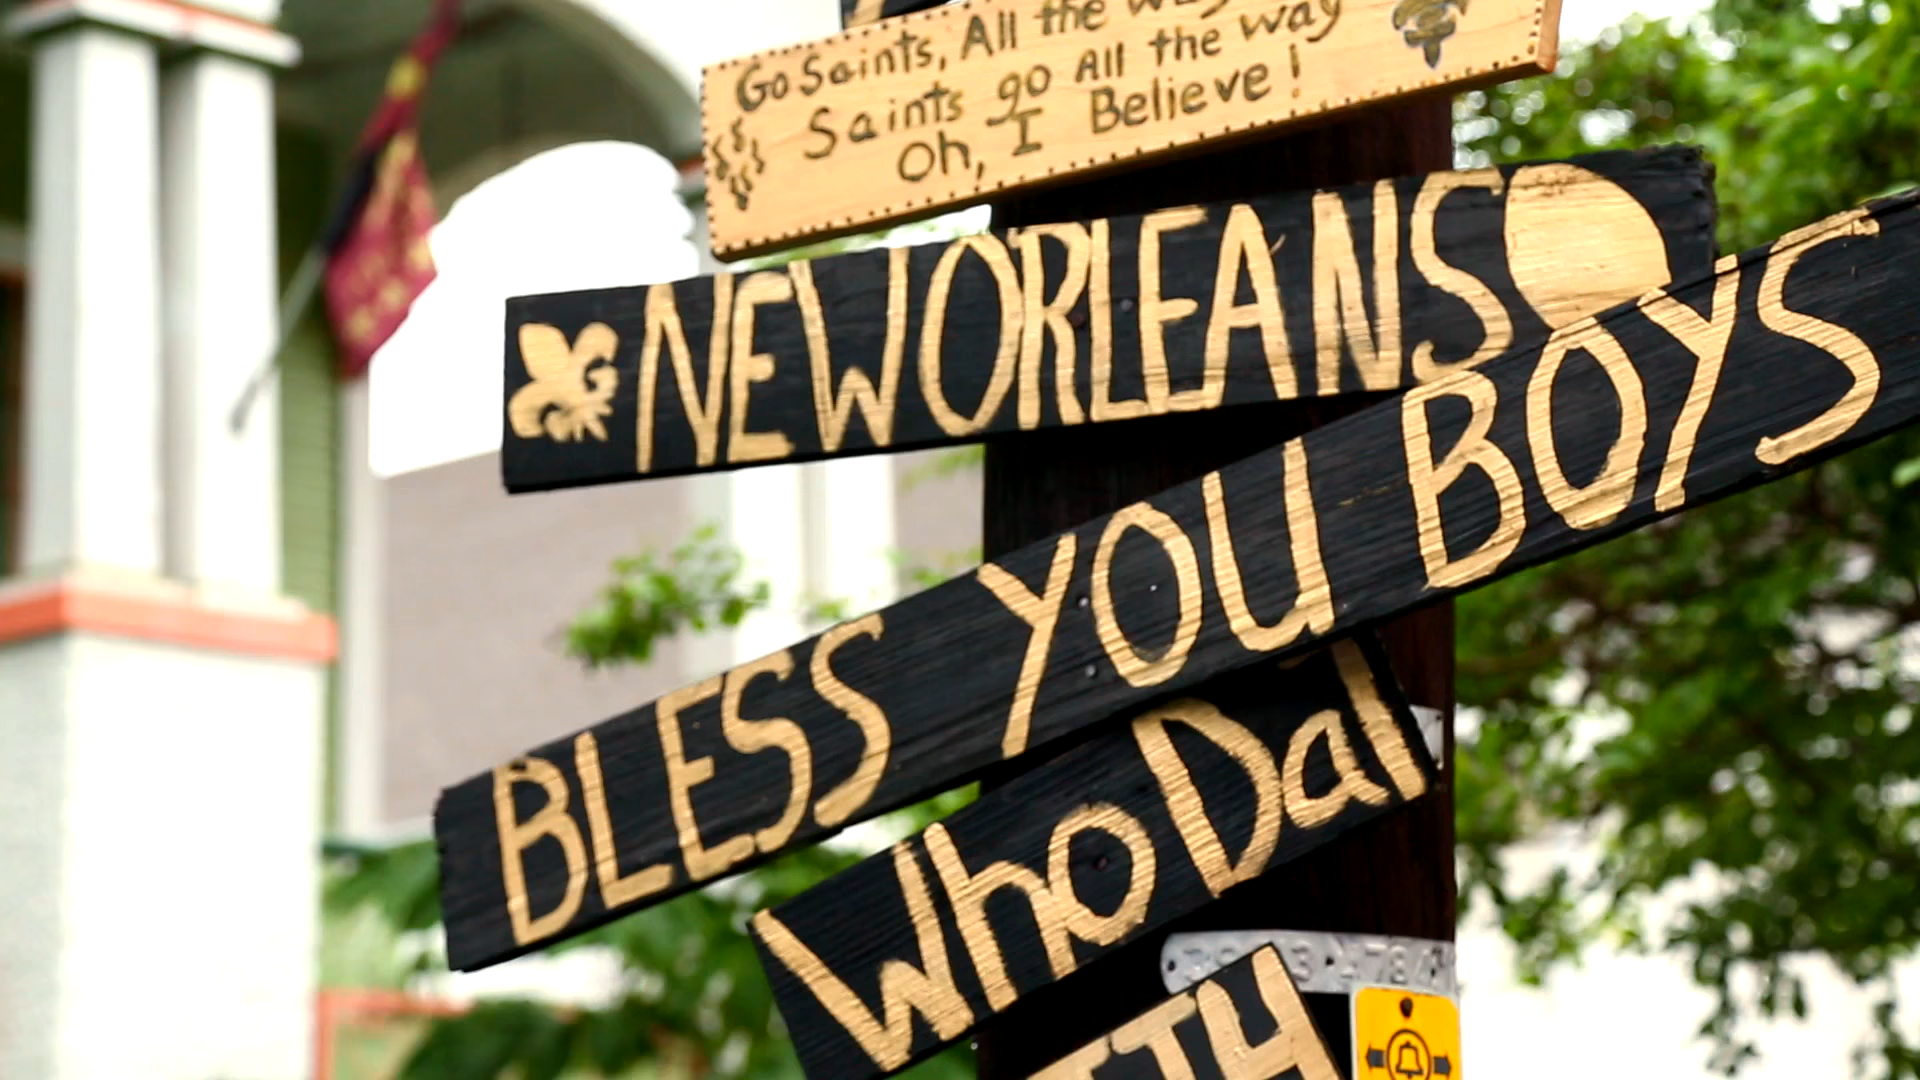 Go Saints, All the way
Saints go All the way
Oh, I Believe!
NEW ORLEANS
BLESS YOU BOYS
Who Dat